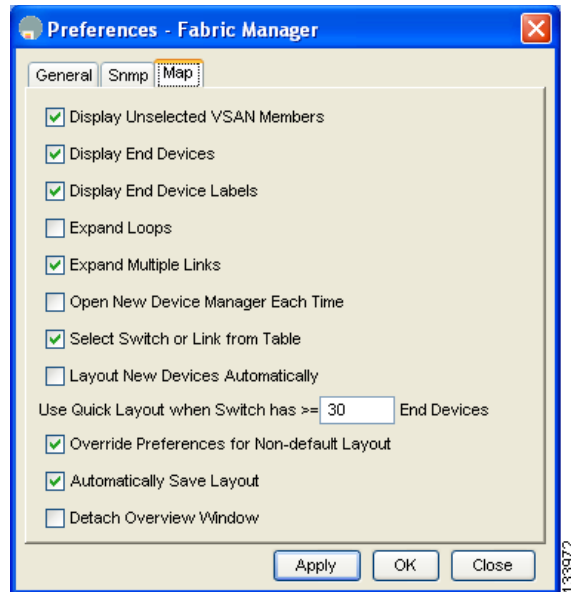 Preferences - Fabric Manager
General Snmp Map
Display Unselected VSAN Members
Display End Devices
Display End Device Labels
Expand Loops
Expand Multiple Links
Open New Device Manager Each Time
Select Switch or Link from Table
Layout New Devices Automatically
Use Quick Layout when Switch has >= 30 End Devices
Override Preferences for Non-default Layout
Automatically Save Layout
Detach Overview Window
Apply OK Close
133972